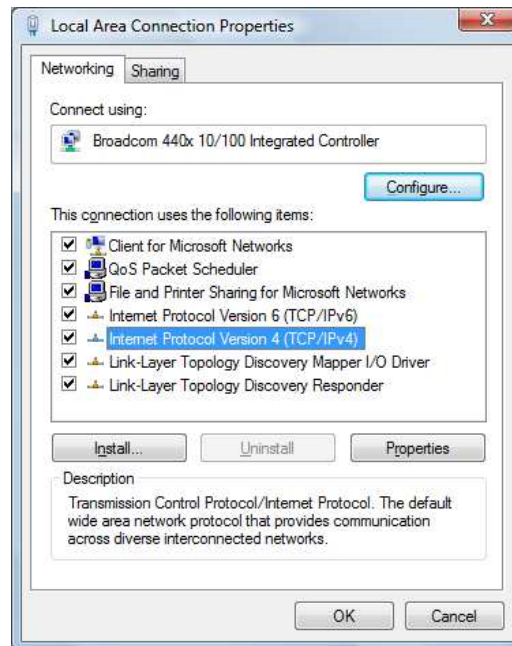 Local Area Connection Properties
Networking
Sharing
Connect using:
Broadcom 440x 10/100 Integrated Controller
Configure...
This connection uses the following items:
Client for Microsoft Networks
QoS Packet Scheduler
File and Printer Sharing for Microsoft Networks
Internet Protocol Version 6 (TCP/IPv6)
Internet Protocol Version 4 (TCP/IPv4)
Link-Layer Topology Discovery Mapper I/O Driver
Link-Layer Topology Discovery Responder
Install...
Uninstall
Properties
Description
Transmission Control Protocol/Internet Protocol. The default
wide area network protocol that provides communication
across diverse interconnected networks.
OK
Cancel